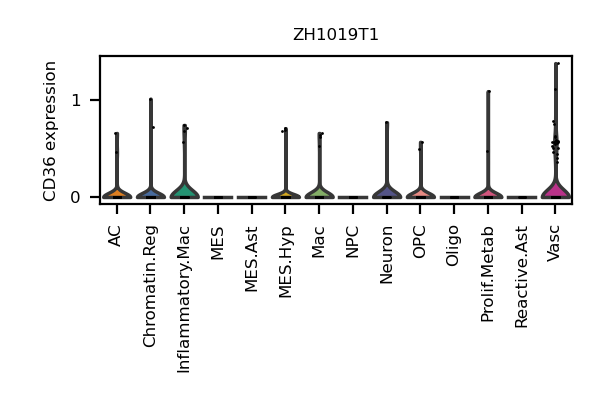 ZH1019T1
CD36 expression
1
0
AC
Chromatin.Reg
Inflammatory.Mac
MES
MES.Ast
MES.Hyp
Mac
NPC
Neuron
OPC
Oligo
Prolif.Metab
Reactive.Ast
Vasc